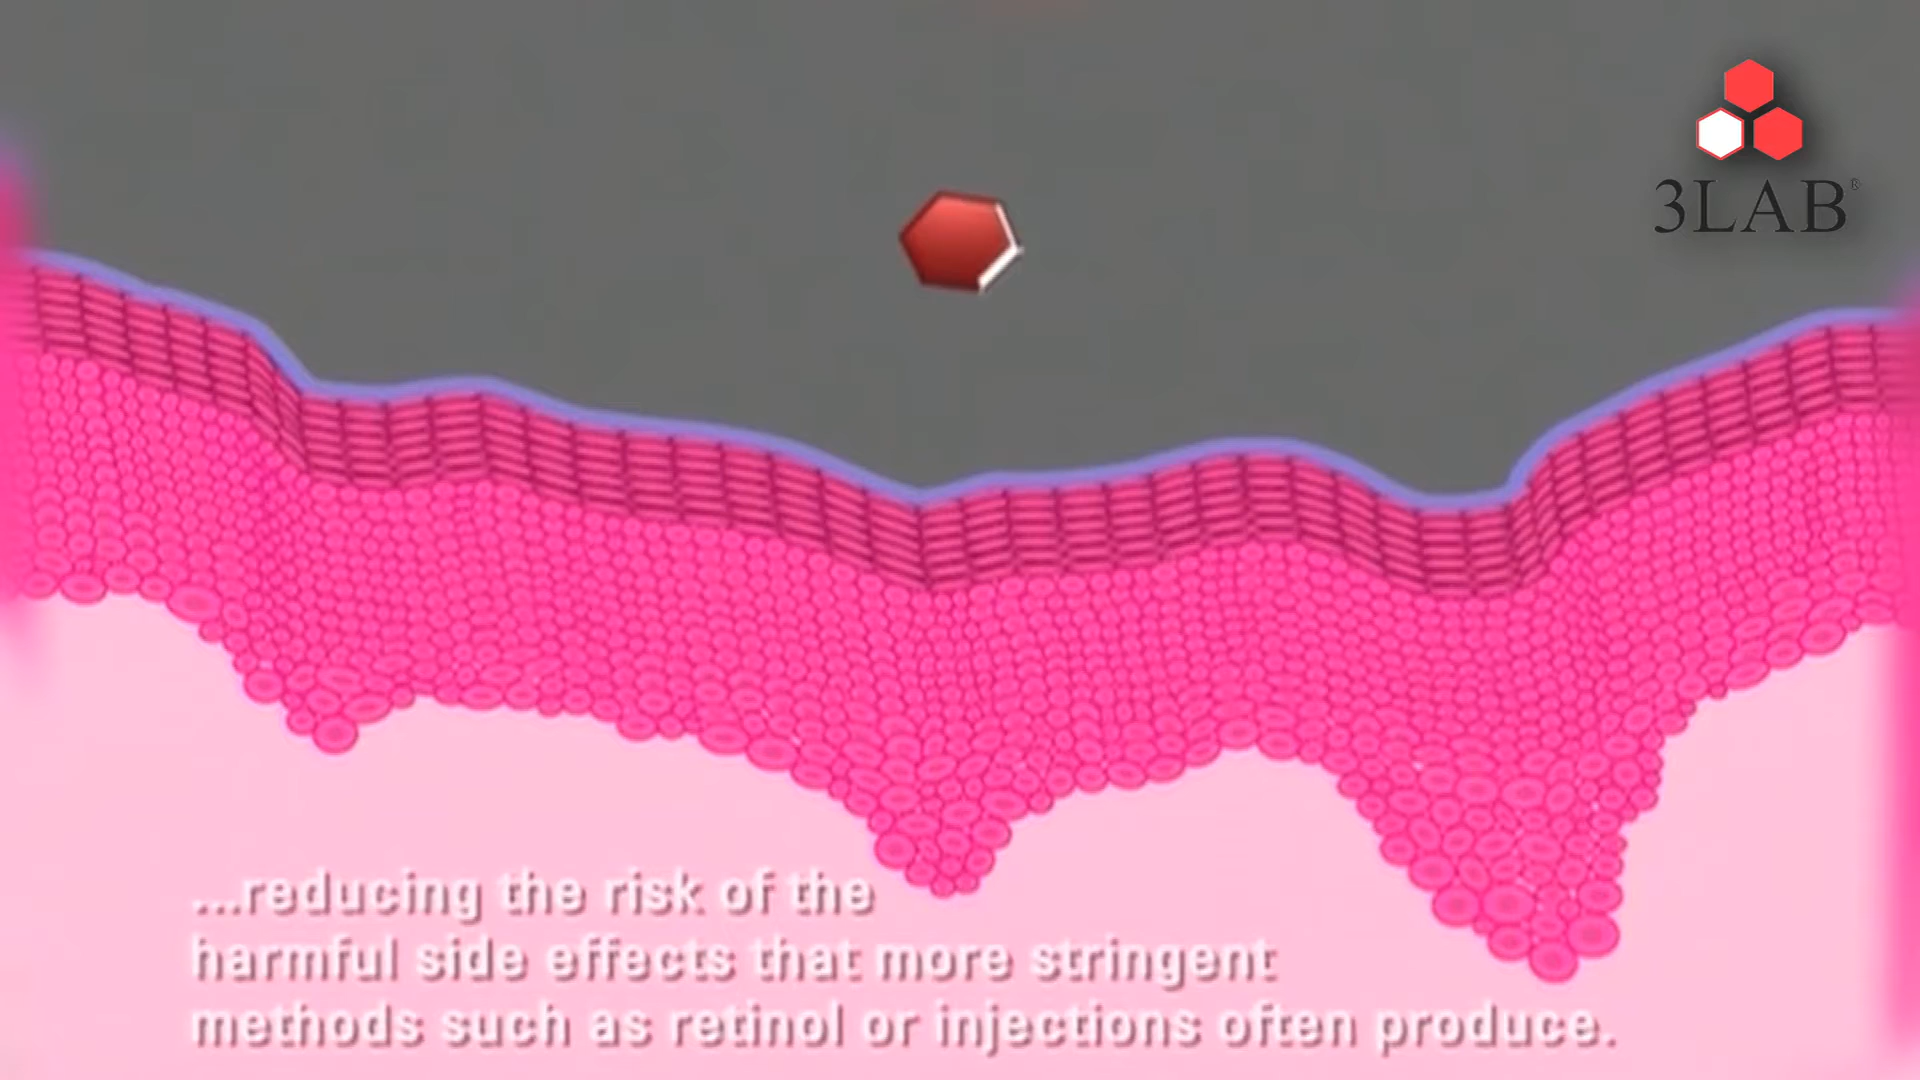 3LAB®
...reducing the risk of the
harmful side effects that more stringent
methods such as retinol or injections often produce.